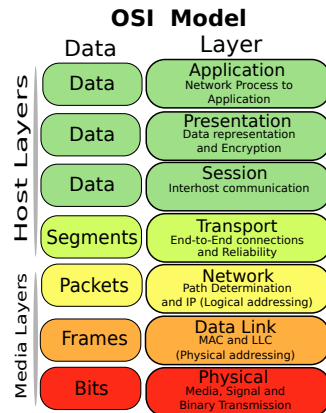 OSI Model
Data
Layer
Host Layers
Data
Application
Network Process to
Application
Data
Presentation
Data representation
and Encryption
Data
Session
Interhost communication
Segments
Transport
End-to-End connections
and Reliability
Media Layers
Packets
Network
Path Determination
and IP (Logical addressing)
Frames
Data Link
MAC and LLC
(Physical addressing)
Bits
Physical
Media, Signal and
Binary Transmission